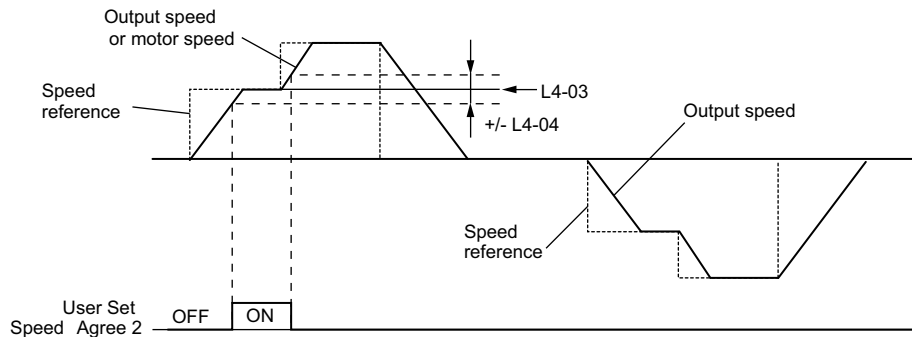 Output speed
or motor speed
Speed
reference
L4-03
+/- L4-04
Output speed
Speed
reference
User Set
Speed Agree 2
OFF
ON